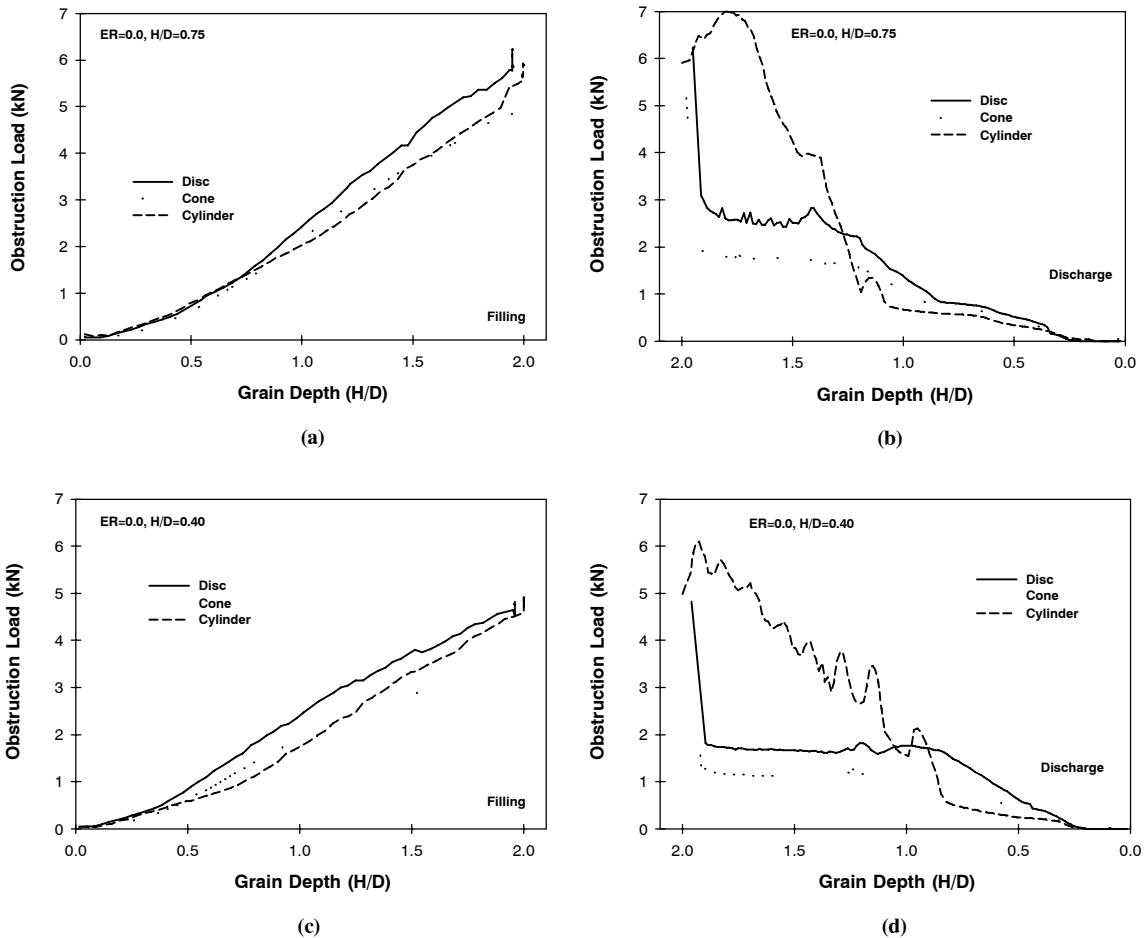 ER=0.0, H/D=0.75
Obstruction Load (kN)
7
6
5
4
3
2
1
0
Disc
Cone
Cylinder
Filling
0.0
0.5
1.0
1.5
2.0
Grain Depth (H/D)
(a)
ER=0.0, H/D=0.75
Obstruction Load (kN)
7
6
5
4
3
2
1
0
Disc
Cone
Cylinder
Discharge
2.0
1.5
1.0
0.5
0.0
Grain Depth (H/D)
(b)
ER=0.0, H/D=0.40
Obstruction Load (kN)
7
6
5
4
3
2
1
0
Disc
Cone
Cylinder
Filling
0.0
0.5
1.0
1.5
2.0
Grain Depth (H/D)
(c)
ER=0.0, H/D=0.40
Obstruction Load (kN)
7
6
5
4
3
2
1
0
Disc
Cone
Cylinder
Discharge
2.0
1.5
1.0
0.5
0.0
Grain Depth (H/D)
(d)